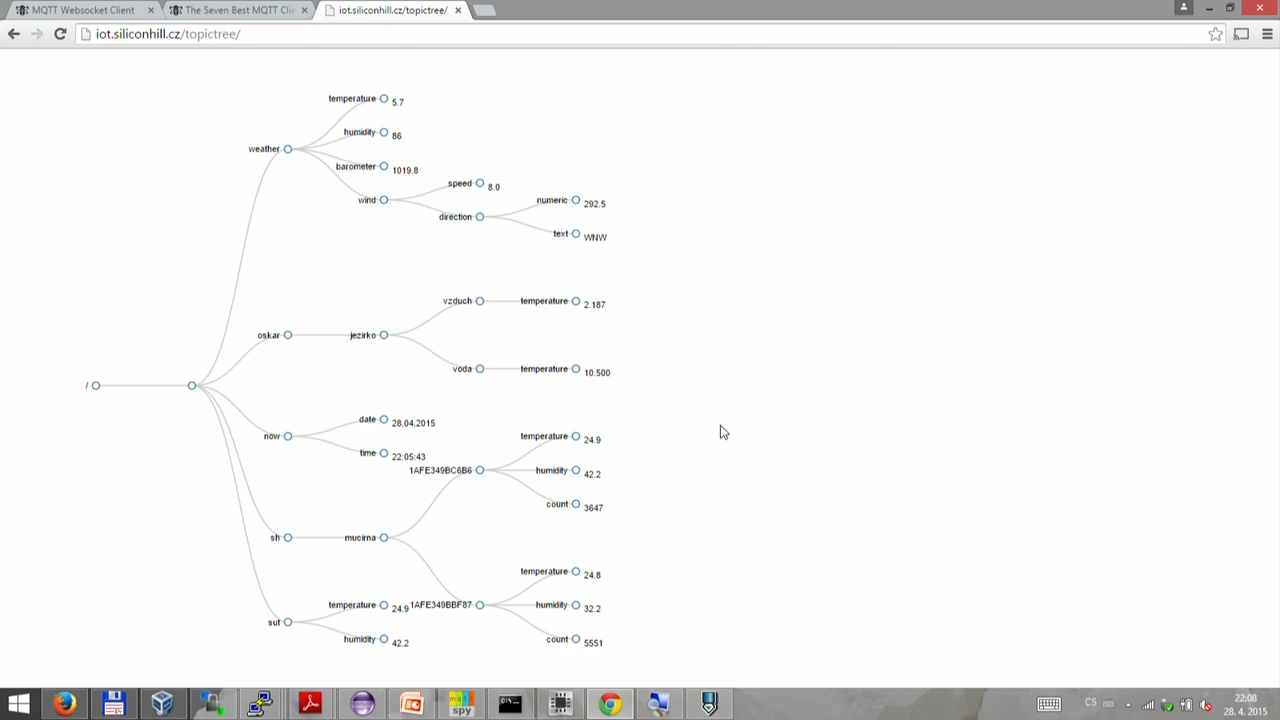 MQTT Websocket Client
The Seven Best MQTT Clie
iot.siliconhill.cz/topictree/
iot.siliconhill.cz/topictree/
temperature 5.7
humidity 86
weather
barometer 1019.8
speed 8.0
wind
numeric 292.5
direction
text WNW
vzduch temperature 2.187
oskar jezirko
voda temperature 10.500
/
date 28.04.2015
now
temperature 24.9
time 22:05:43
1AFE349BC6B6 humidity 42.2
count 3647
sh mucirna
temperature 24.8
temperature 24.9 1AFE349BBF87 humidity 32.2
sut
humidity 42.2
count 5551
mqtt
spy
CS
22:08
28. 4. 2015